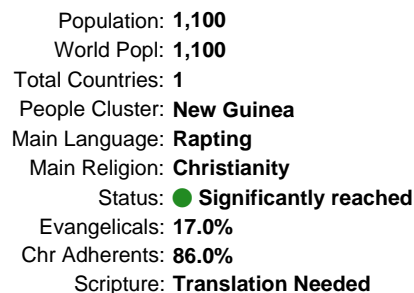 Population: 1,100
World Popl: 1,100
Total Countries: 1
People Cluster: New Guinea
Main Language: Rapting
Main Religion: Christianity
Status: Significantly reached
Evangelicals: 17.0%
Chr Adherents: 86.0%
Scripture: Translation Needed